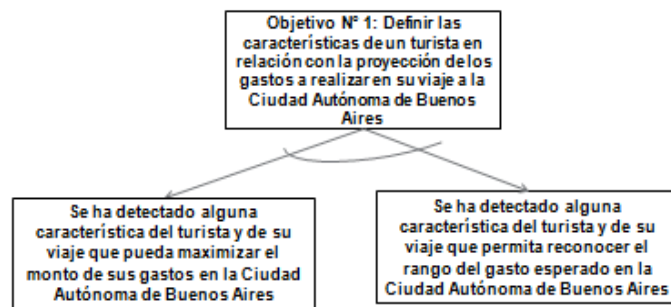 Objetivo N° 1: Definir las
características de un turista en
relación con la proyección de los
gastos a realizar en su viaje a la
Ciudad Autónoma de Buenos
Aires
Se ha detectado alguna
característica del turista y de su
viaje que pueda maximizar el
monto de sus gastos en la Ciudad
Autónoma de Buenos Aires
Se ha detectado alguna
característica del turista y de su
viaje que permita reconocer el
rango del gasto esperado en la
Ciudad Autónoma de Buenos Aires